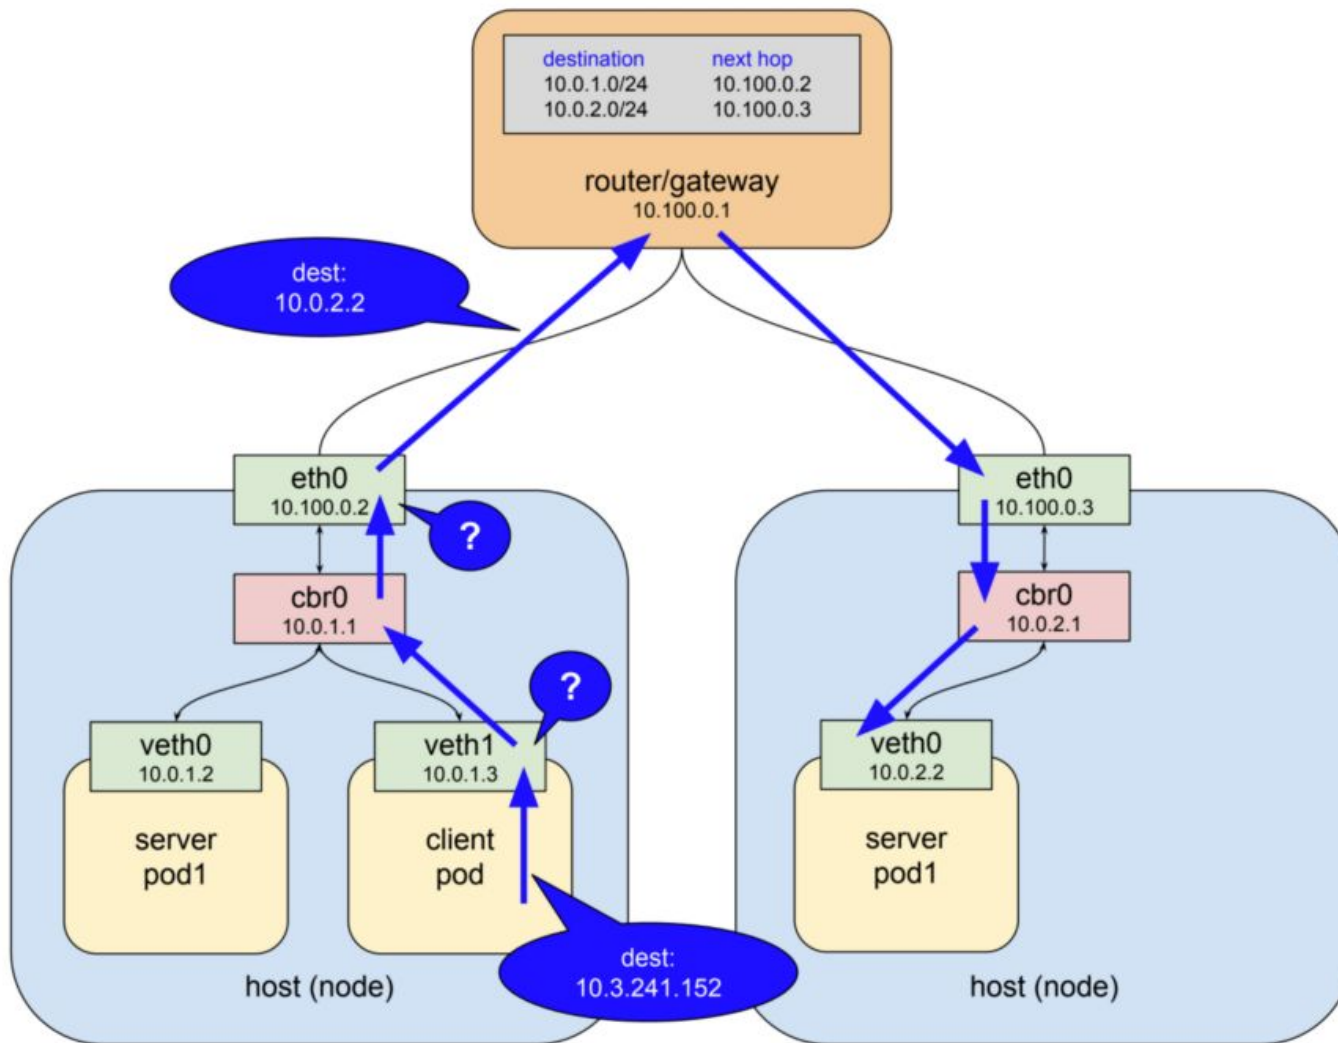 destination next hop
10.0.1.0/24 10.100.0.2
10.0.2.0/24 10.100.0.3
router/gateway
10.100.0.1
dest:
10.0.2.2
eth0
10.100.0.2
?
cbr0
10.0.1.1
?
veth0
10.0.1.2
veth1
10.0.1.3
server
pod1
client
pod
dest:
10.3.241.152
host (node)
eth0
10.100.0.3
cbr0
10.0.2.1
veth0
10.0.2.2
server
pod1
host (node)